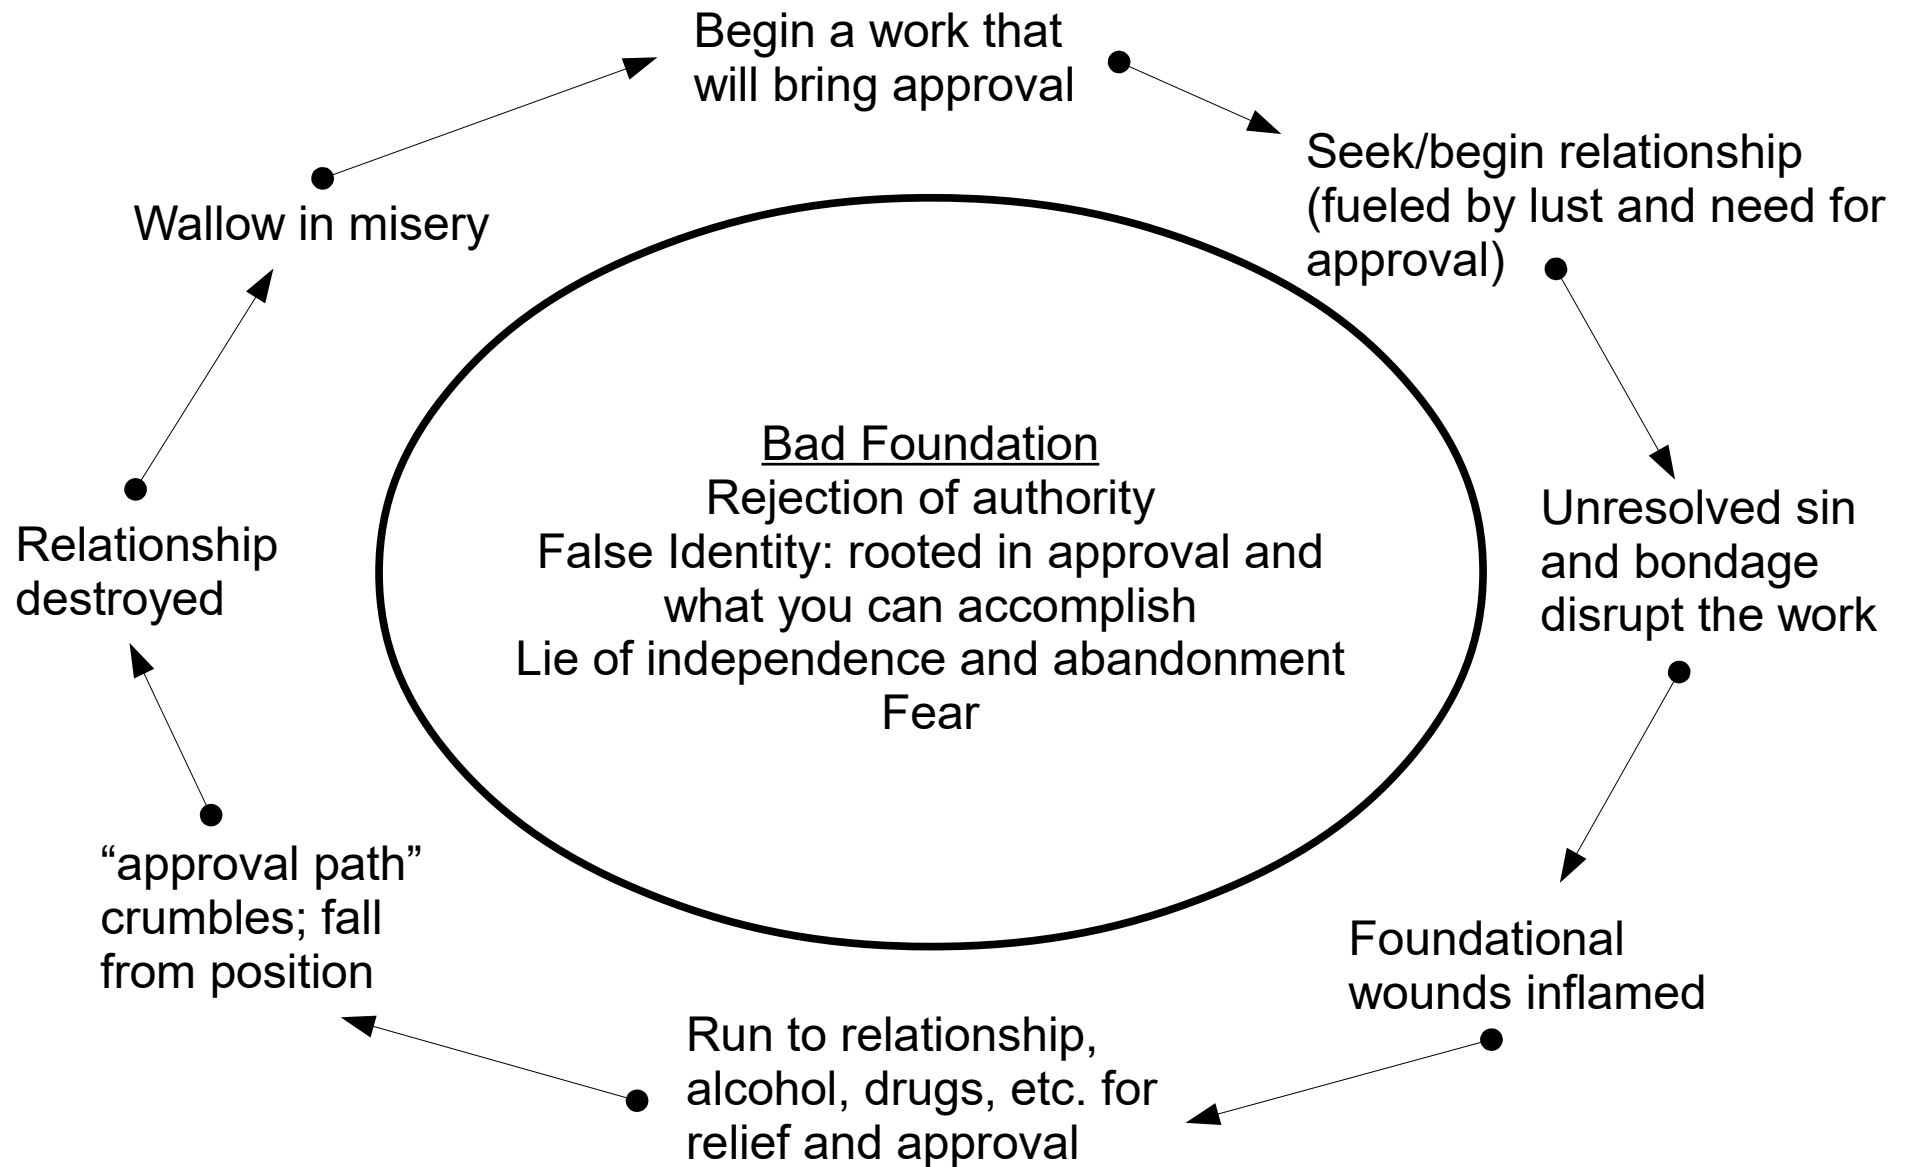 Begin a work that
will bring approval
Seek/begin relationship
(fueled by lust and need for
approval)
Unresolved sin
and bondage
disrupt the work
Foundational
wounds inflamed
Run to relationship,
alcohol, drugs, etc. for
relief and approval
“approval path”
crumbles; fall
from position
Relationship
destroyed
Wallow in misery
Bad Foundation
Rejection of authority
False Identity: rooted in approval and
what you can accomplish
Lie of independence and abandonment
Fear